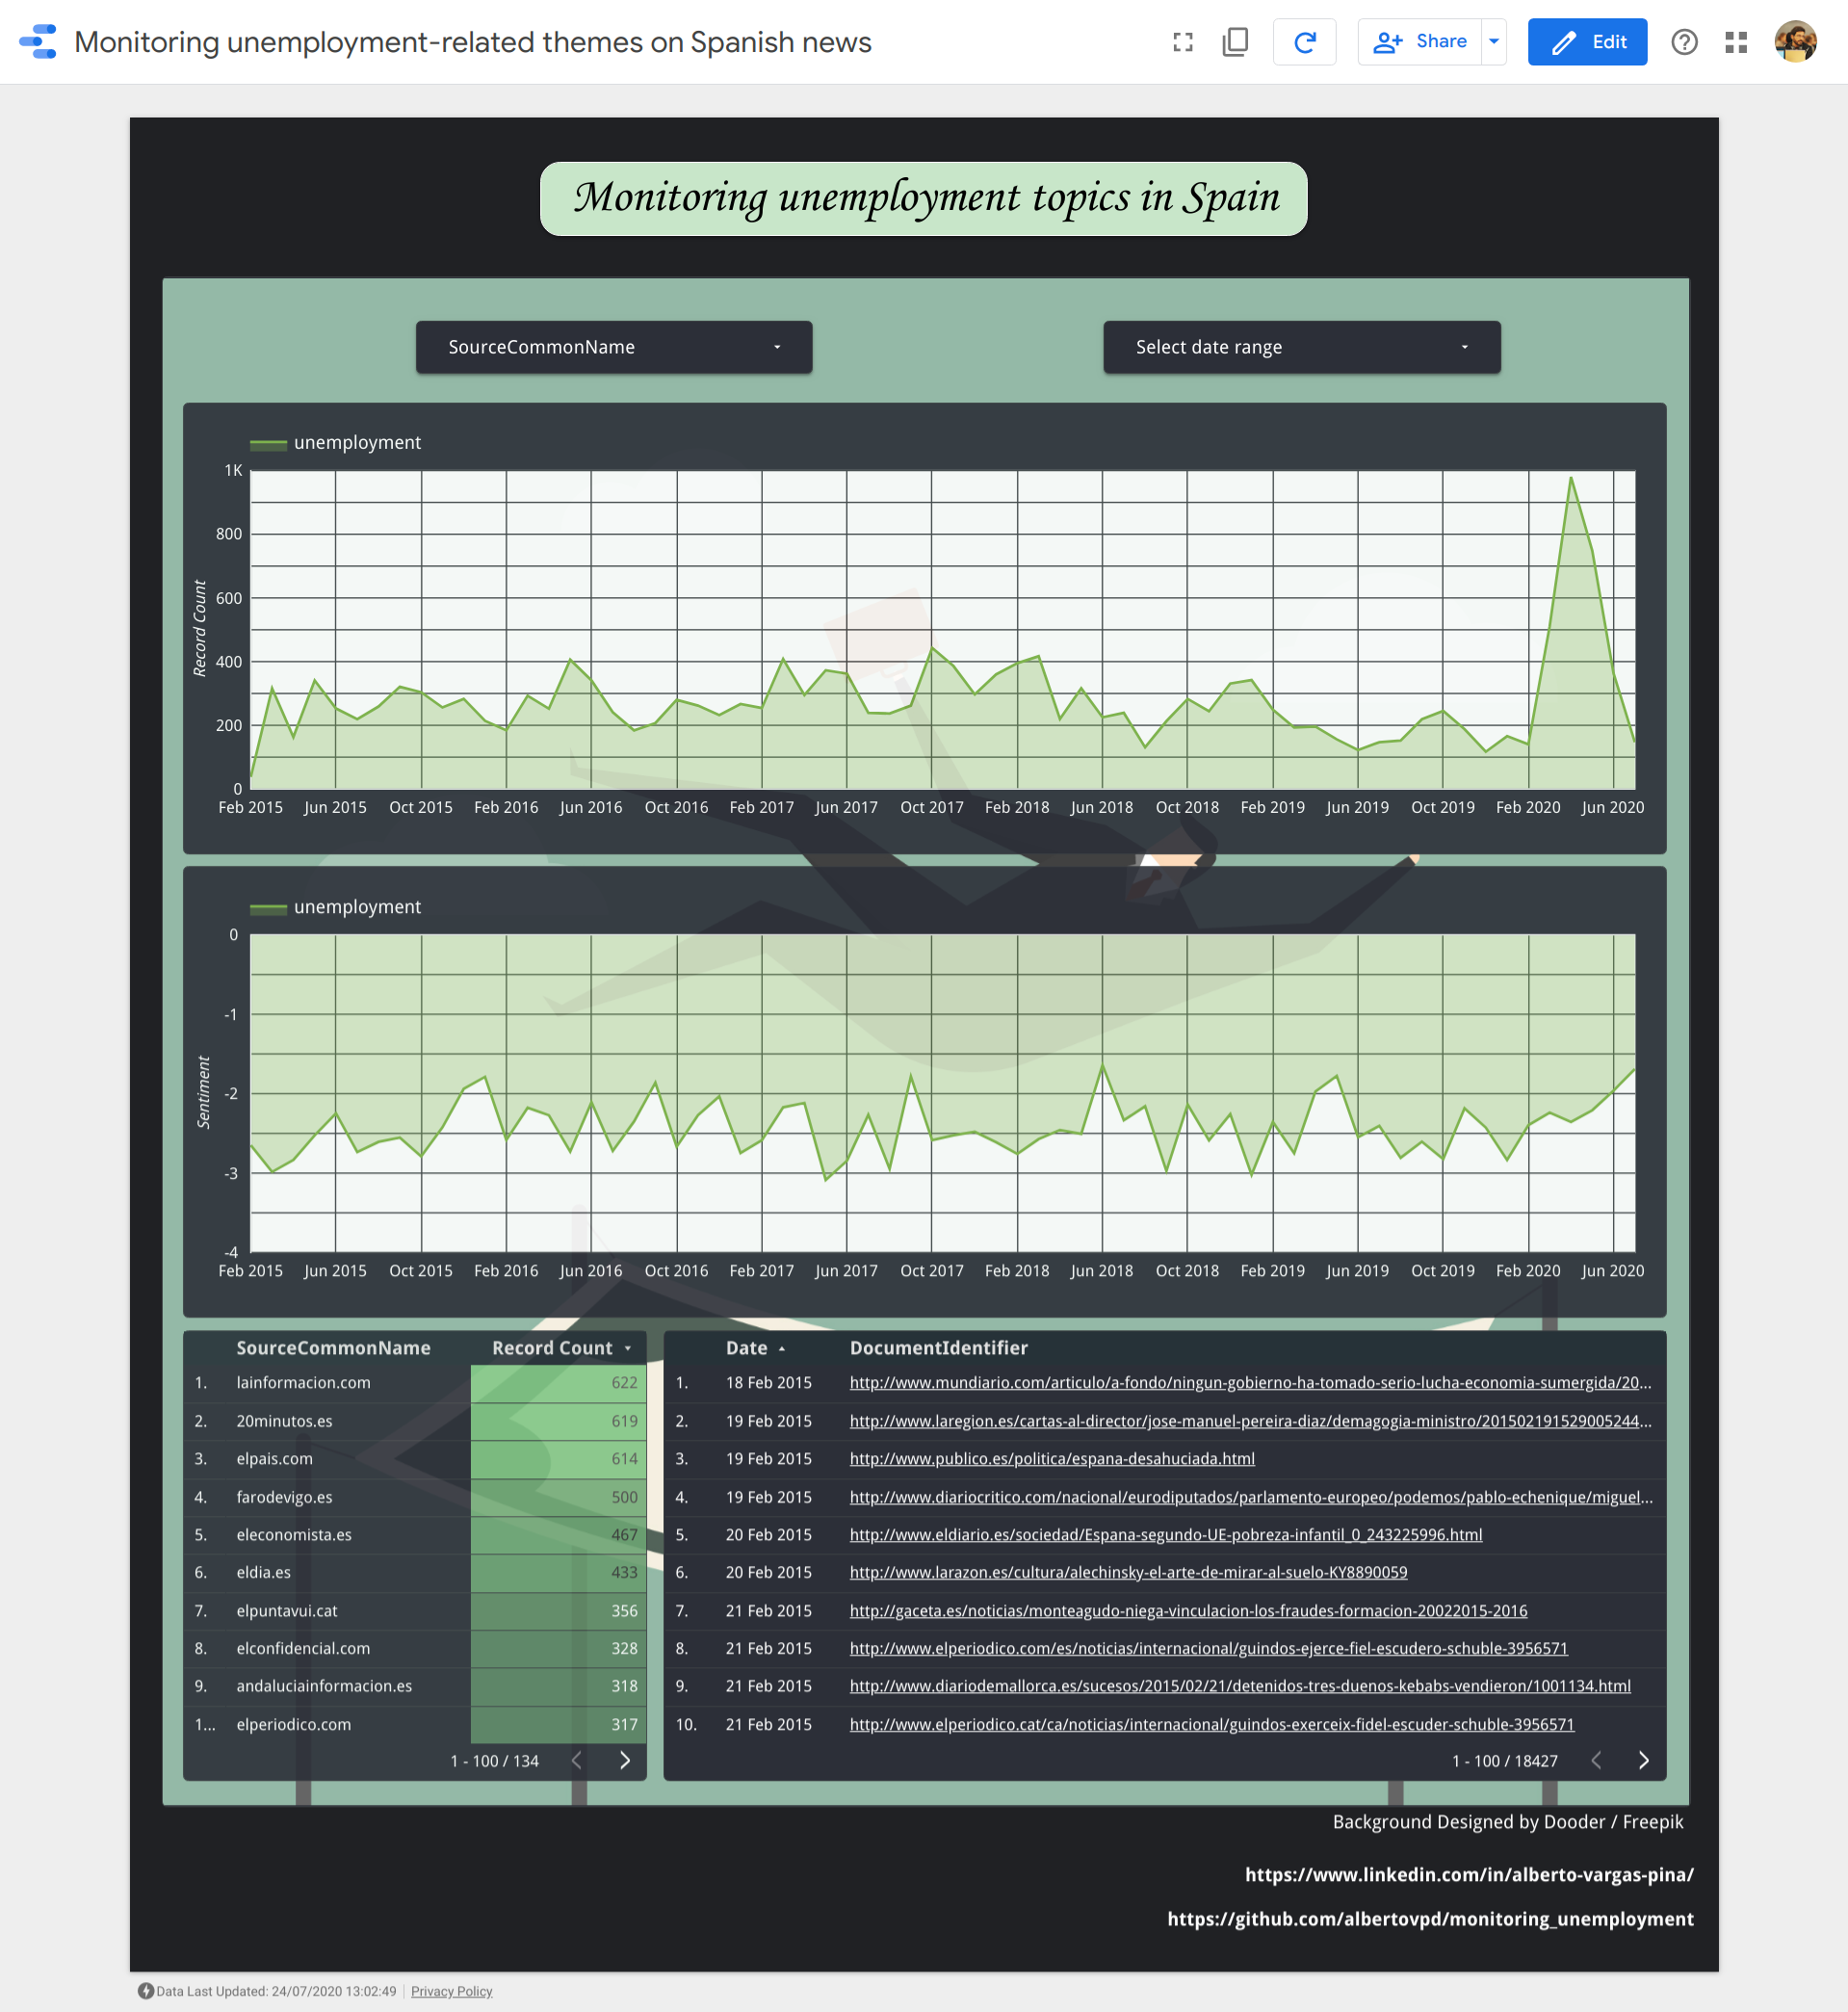 Monitoring unemployment-related themes on Spanish news
Share
Edit
Monitoring unemployment topics in Spain
SourceCommonName
Select date range
unemployment
1K
800
600
400
200
0
Record Count
Feb 2015 Jun 2015 Oct 2015 Feb 2016 Jun 2016 Oct 2016 Feb 2017 Jun 2017 Oct 2017 Feb 2018 Jun 2018 Oct 2018 Feb 2019 Jun 2019 Oct 2019 Feb 2020 Jun 2020
unemployment
0
-1
-2
-3
-4
Sentiment
Feb 2015 Jun 2015 Oct 2015 Feb 2016 Jun 2016 Oct 2016 Feb 2017 Jun 2017 Oct 2017 Feb 2018 Jun 2018 Oct 2018 Feb 2019 Jun 2019 Oct 2019 Feb 2020 Jun 2020
SourceCommonName Record Count
1. lainformacion.com 622
2. 20minutos.es 619
3. elpais.com 614
4. farodevigo.es 500
5. eleconomista.es 467
6. eldia.es 433
7. elpuntavui.cat 356
8. elconfidencial.com 328
9. andaluciainformacion.es 318
1... elperiodico.com 317
1 - 100 / 134
Date DocumentIdentifier
1. 18 Feb 2015 http://www.mundiario.com/articulo/a-fondo/ningun-gobierno-ha-tomado-serio-lucha-economia-sumergida/20...
2. 19 Feb 2015 http://www.laregion.es/cartas-al-director/jose-manuel-pereira-diaz/demagogia-ministro/201502191529005244...
3. 19 Feb 2015 http://www.publico.es/politica/espana-desahuciada.html
4. 19 Feb 2015 http://www.diariocritico.com/nacional/eurodiputados/parlamento-europeo/podemos/pablo-echenique/miguel...
5. 20 Feb 2015 http://www.eldiario.es/sociedad/Espana-segundo-UE-pobreza-infantil_0_243225996.html
6. 20 Feb 2015 http://www.larazon.es/cultura/alechinsky-el-arte-de-mirar-al-suelo-KY8890059
7. 21 Feb 2015 http://gaceta.es/noticias/monteagudo-niega-vinculacion-los-fraudes-formacion-20022015-2016
8. 21 Feb 2015 http://www.elperiodico.com/es/noticias/internacional/guindos-ejerce-fiel-escudero-schuble-3956571
9. 21 Feb 2015 http://www.diariodemallorca.es/sucesos/2015/02/21/detenidos-tres-duenos-kebabs-vendieron/1001134.html
10. 21 Feb 2015 http://www.elperiodico.cat/ca/noticias/internacional/guindos-exerceix-fidel-escuder-schuble-3956571
1 - 100 / 18427
Background Designed by Dooder / Freepik
https://www.linkedin.com/in/alberto-vargas-pina/
https://github.com/albertovpd/monitoring_unemployment
Data Last Updated: 24/07/2020 13:02:49 Privacy Policy